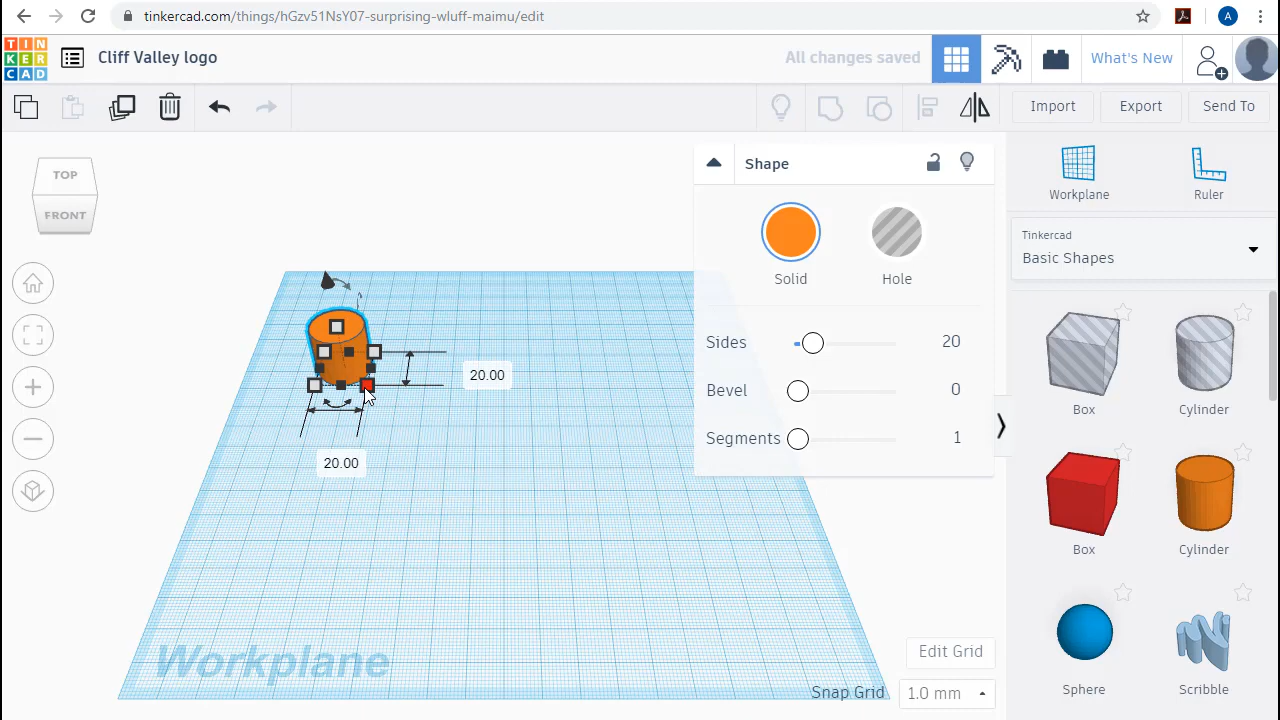 tinkercad.com/things/hGzv51NsY07-surprising-wluff-maimu/edit
A
TIN
KER
CAD
Cliff Valley logo
All changes saved
What's New
Import
Export
Send To
TOP
FRONT
Shape
Solid
Hole
Sides
20
Bevel
0
Segments
1
20.00
20.00
Workplane
Ruler
Tinkercad
Basic Shapes
Box
Cylinder
Box
Cylinder
Sphere
Scribble
Workplane
Edit Grid
Snap Grid
1.0 mm